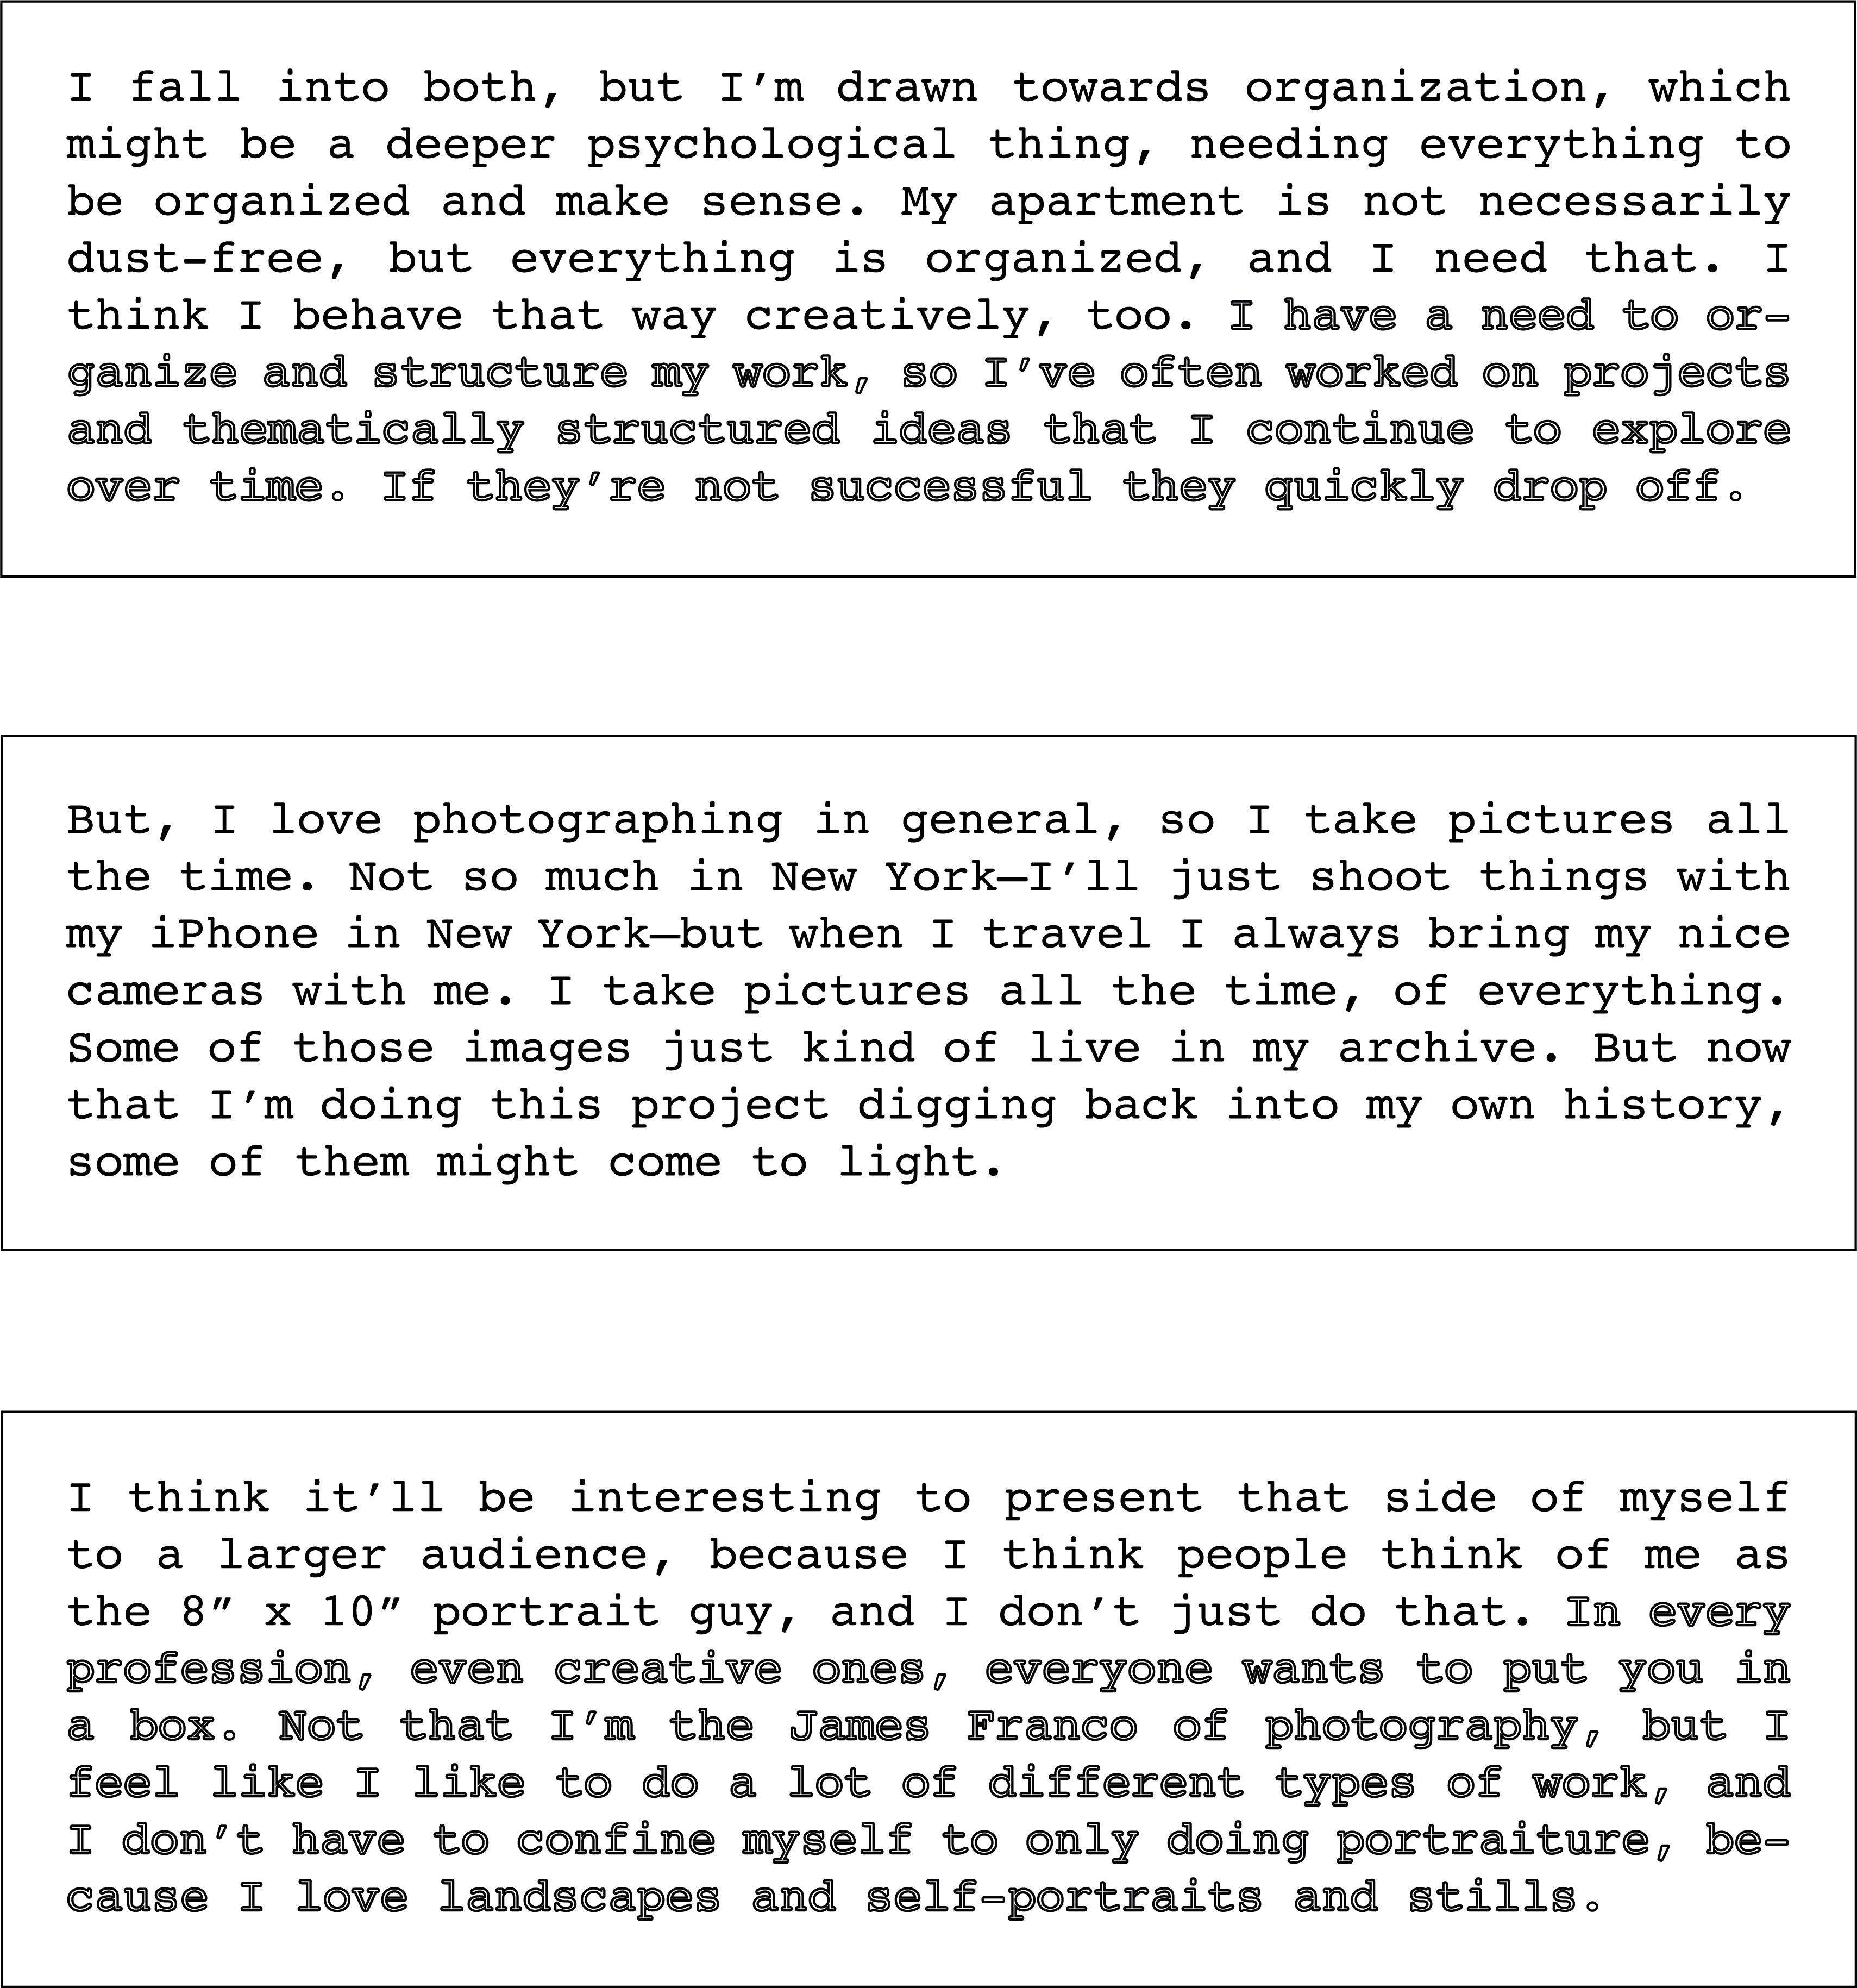 I fall into both, but I’m drawn towards organization, which
might be a deeper psychological thing, needing everything to
be organized and make sense. My apartment is not necessarily
dust-free, but everything is organized, and I need that. I
think I behave that way creatively, too. I have a need to or-
ganize and structure my work, so I’ve often worked on projects
and thematically structured ideas that I continue to explore
over time. If they’re not successful they quickly drop off.
But, I love photographing in general, so I take pictures all
the time. Not so much in New York—I’ll just shoot things with
my iPhone in New York—but when I travel I always bring my nice
cameras with me. I take pictures all the time, of everything.
Some of those images just kind of live in my archive. But now
that I’m doing this project digging back into my own history,
some of them might come to light.
I think it’ll be interesting to present that side of myself
to a larger audience, because I think people think of me as
the 8” x 10” portrait guy, and I don’t just do that. In every
profession, even creative ones, everyone wants to put you in
a box. Not that I’m the James Franco of photography, but I
feel like I like to do a lot of different types of work, and
I don’t have to confine myself to only doing portraiture, be-
cause I love landscapes and self-portraits and stills.